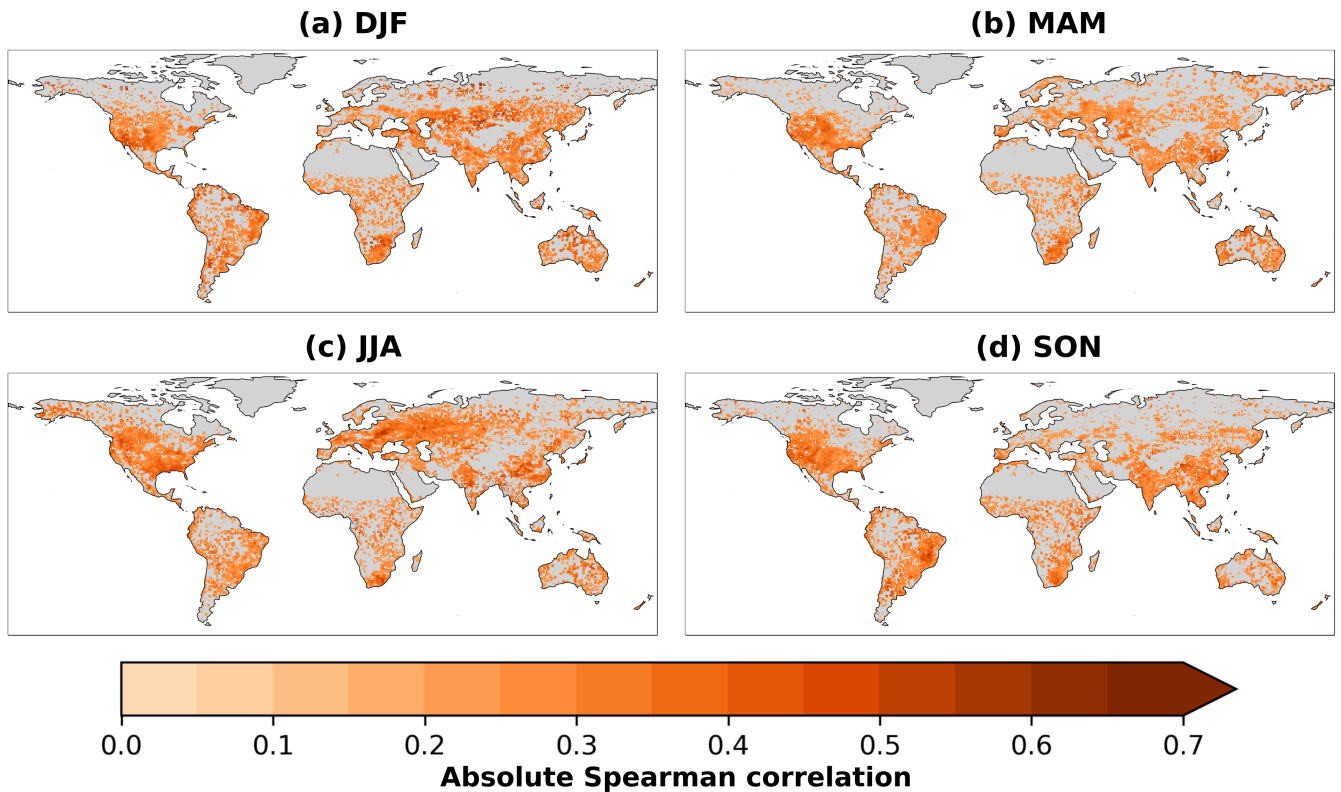 (a) DJF
(b) MAM
(c) JJA
(d) SON
0.0 0.1 0.2 0.3 0.4 0.5 0.6 0.7
Absolute Spearman correlation